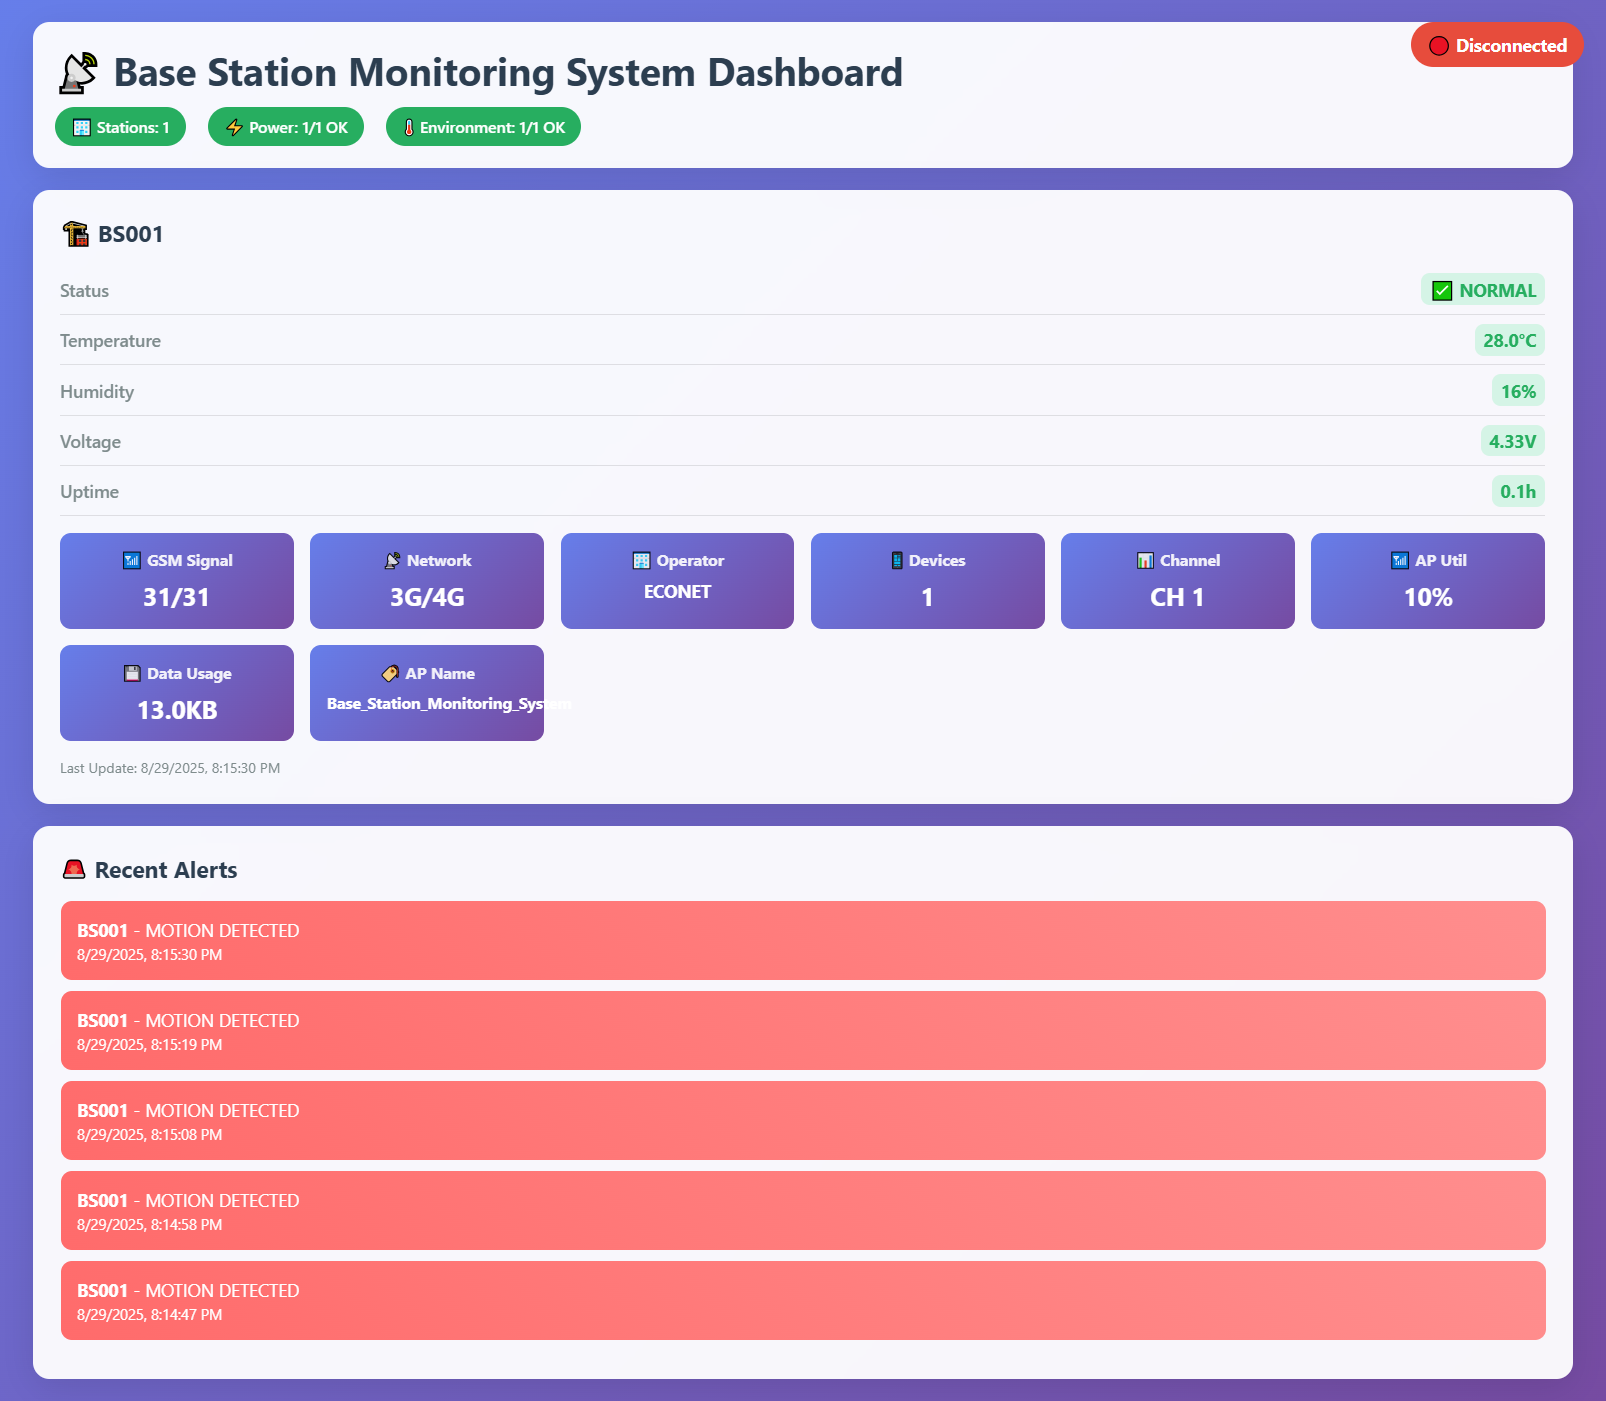 Base Station Monitoring System Dashboard
Disconnected
Stations: 1
Power: 1/1 OK
Environment: 1/1 OK
BS001
Status
NORMAL
Temperature
28.0°C
Humidity
16%
Voltage
4.33V
Uptime
0.1h
GSM Signal
31/31
Network
3G/4G
Operator
ECONET
Devices
1
Channel
CH 1
AP Util
10%
Data Usage
13.0KB
AP Name
Base_Station_Monitoring_System
Last Update: 8/29/2025, 8:15:30 PM
Recent Alerts
BS001 - MOTION DETECTED
8/29/2025, 8:15:30 PM
BS001 - MOTION DETECTED
8/29/2025, 8:15:19 PM
BS001 - MOTION DETECTED
8/29/2025, 8:15:08 PM
BS001 - MOTION DETECTED
8/29/2025, 8:14:58 PM
BS001 - MOTION DETECTED
8/29/2025, 8:14:47 PM